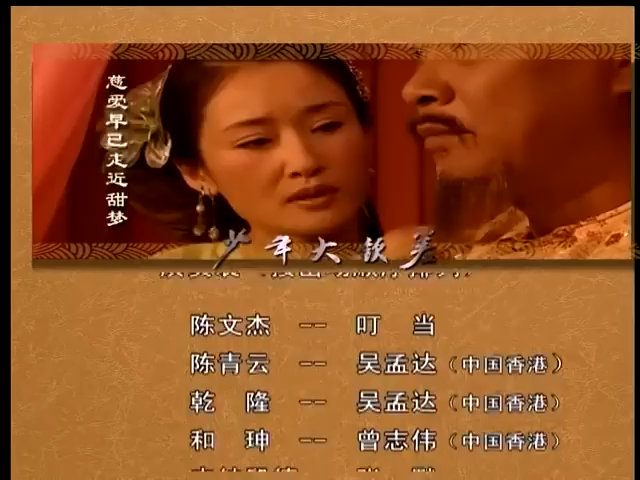 慈爱早已走近甜梦
少年大钦差
陈文杰 -- 叮 当
陈青云 -- 吴孟达(中国香港)
乾 隆 -- 吴孟达(中国香港)
和 珅 -- 曾志伟(中国香港)